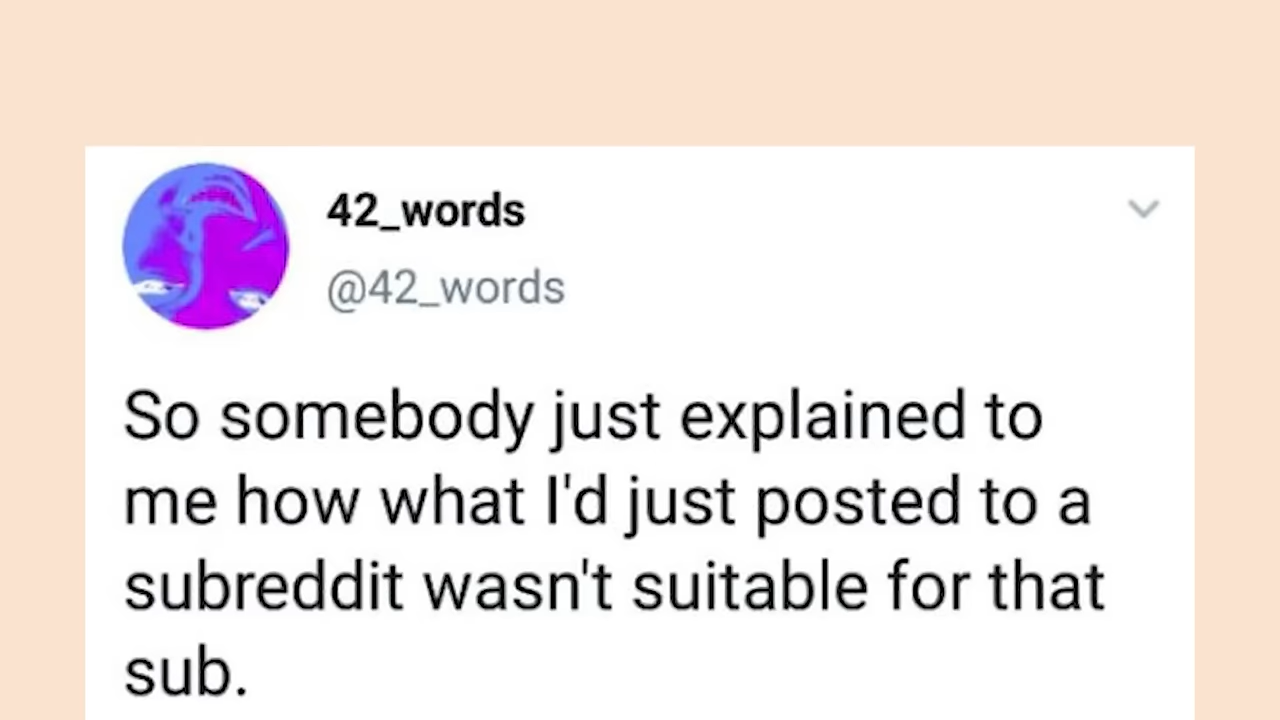 42_words
@42_words
So somebody just explained to
me how what I'd just posted to a
subreddit wasn't suitable for that
sub.